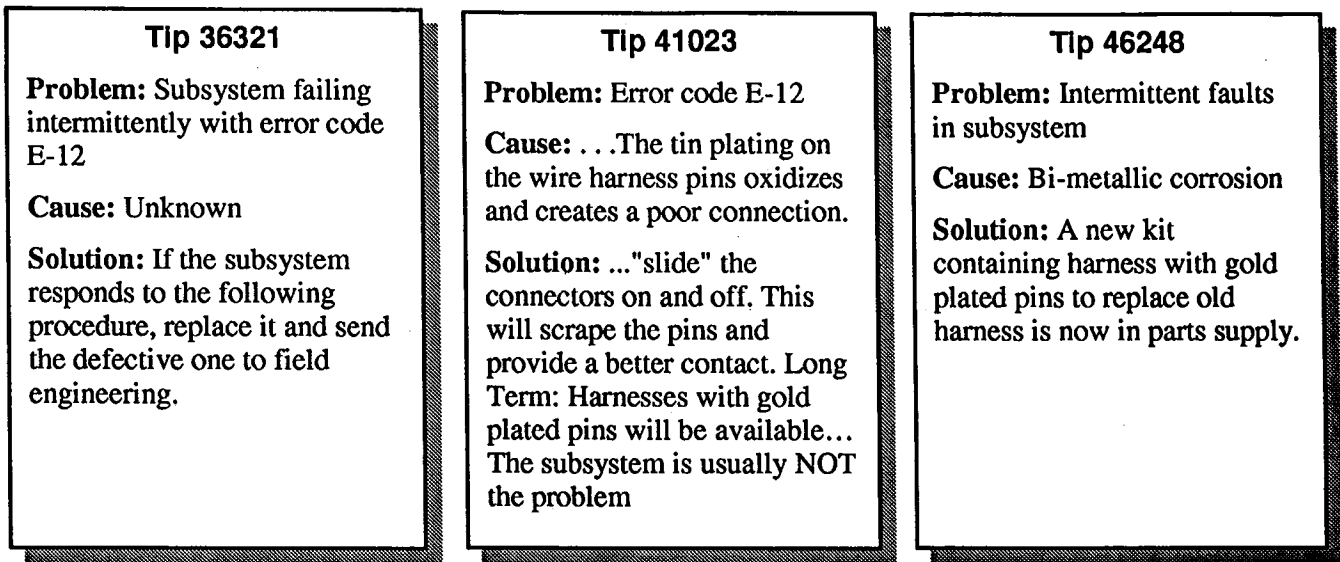 Tip 36321
Problem: Subsystem failing
intermittently with error code
E-12
Cause: Unknown
Solution: If the subsystem
responds to the following
procedure, replace it and send
the defective one to field
engineering.
Tip 41023
Problem: Error code E-12
Cause: . . .The tin plating on
the wire harness pins oxidizes
and creates a poor connection.
Solution: ..."slide" the
connectors on and off. This
will scrape the pins and
provide a better contact. Long
Term: Harnesses with gold
plated pins will be available...
The subsystem is usually NOT
the problem
Tip 46248
Problem: Intermittent faults
in subsystem
Cause: Bi-metallic corrosion
Solution: A new kit
containing harness with gold
plated pins to replace old
harness is now in parts supply.